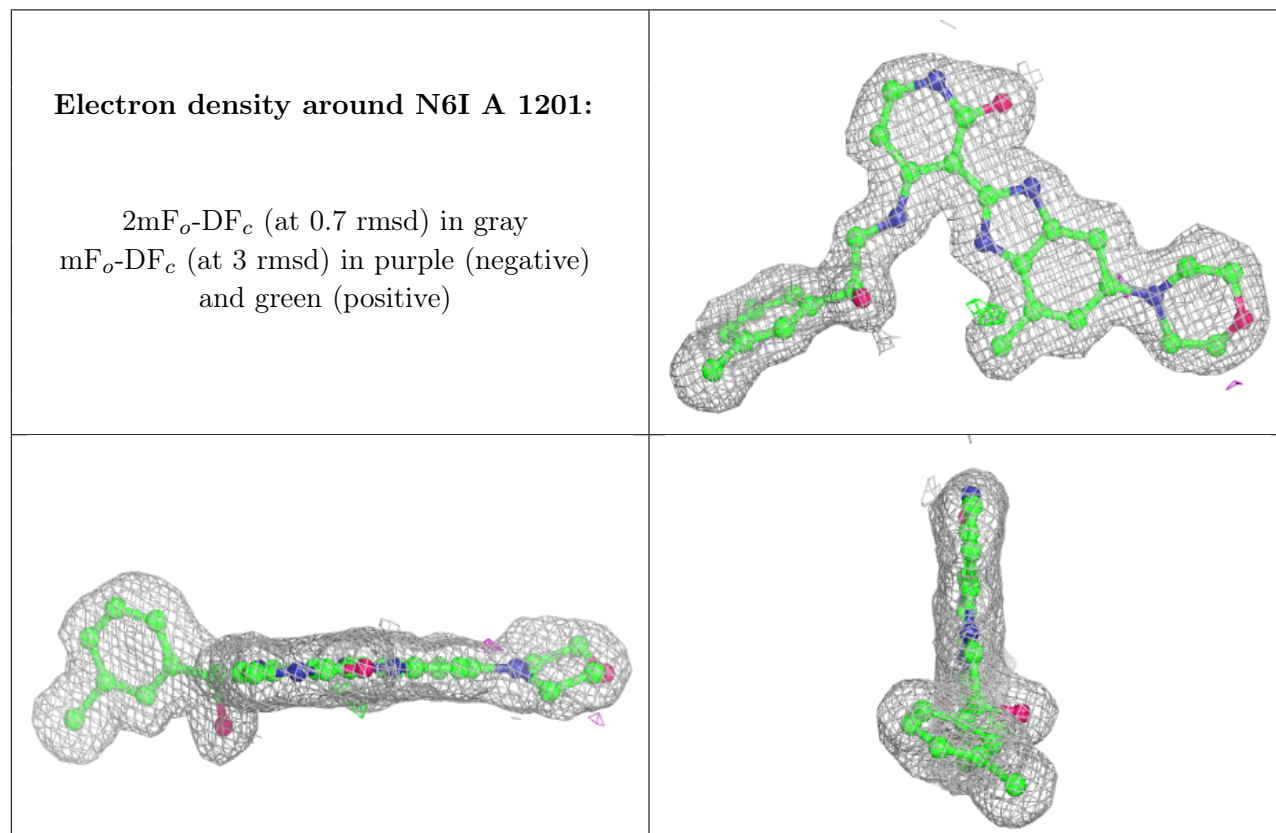 Electron density around N6I A 1201:
2mFo-DFc (at 0.7 rmsd) in gray
mFo-DFc (at 3 rmsd) in purple (negative)
and green (positive)